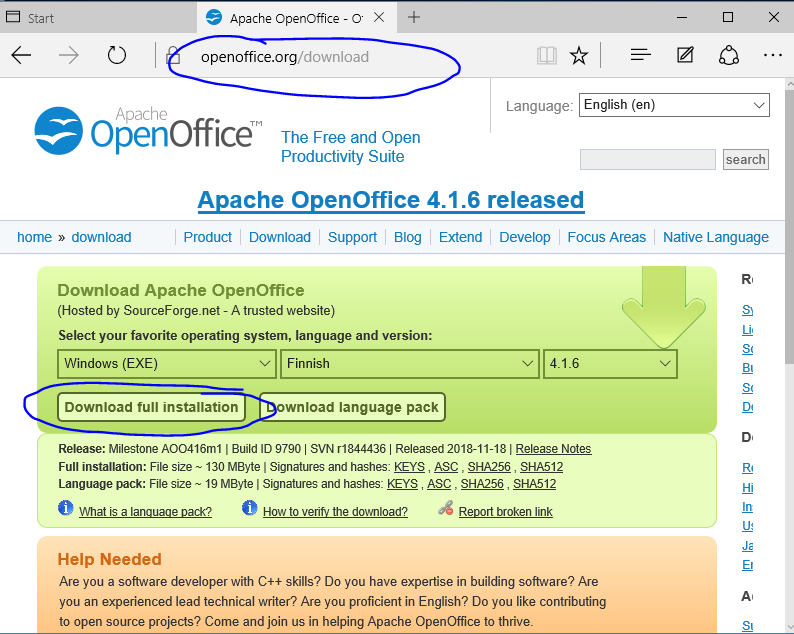 Start
Apache OpenOffice - O
openoffice.org/download
Language: English (en)
Apache
OpenOffice™
The Free and Open
Productivity Suite
search
Apache OpenOffice 4.1.6 released
home » download
Product Download Support Blog Extend Develop Focus Areas Native Language
Download Apache OpenOffice
(Hosted by SourceForge.net - A trusted website)
Select your favorite operating system, language and version:
Windows (EXE) Finnish 4.1.6
Download full installation Download language pack
Release: Milestone AOO416m1 | Build ID 9790 | SVN r1844436 | Released 2018-11-18 | Release Notes
Full installation: File size ~ 130 MByte | Signatures and hashes: KEYS , ASC , SHA256 , SHA512
Language pack: File size ~ 19 MByte | Signatures and hashes: KEYS , ASC , SHA256 , SHA512
What is a language pack? How to verify the download? Report broken link
Help Needed
Are you a software developer with C++ skills? Do you have expertise in building software? Are
you an experienced lead technical writer? Are you proficient in English? Do you like contributing
to open source projects? Come and join us in helping Apache OpenOffice to thrive.